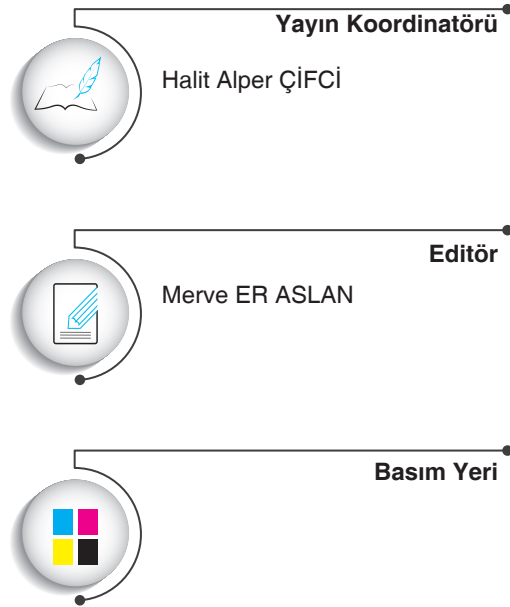 Yayın Koordinatörü
Halit Alper ÇİFCİ
Editör
Merve ER ASLAN
Basım Yeri